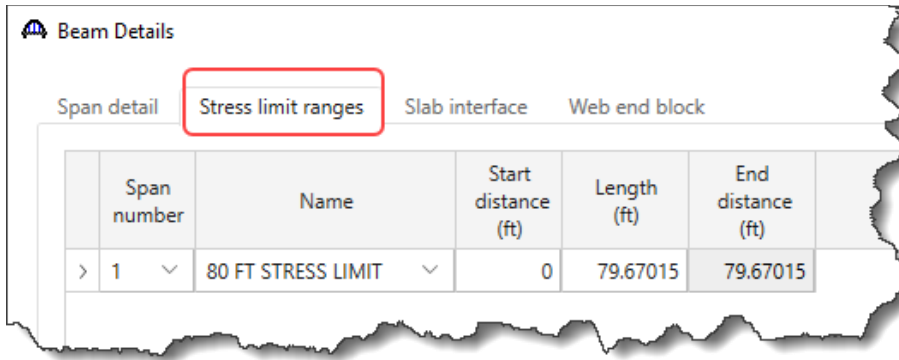 Beam Details
Span detail Stress limit ranges Slab interface Web end block
Span number Name Start distance (ft) Length (ft) End distance (ft)
1 80 FT STRESS LIMIT 0 79.67015 79.67015